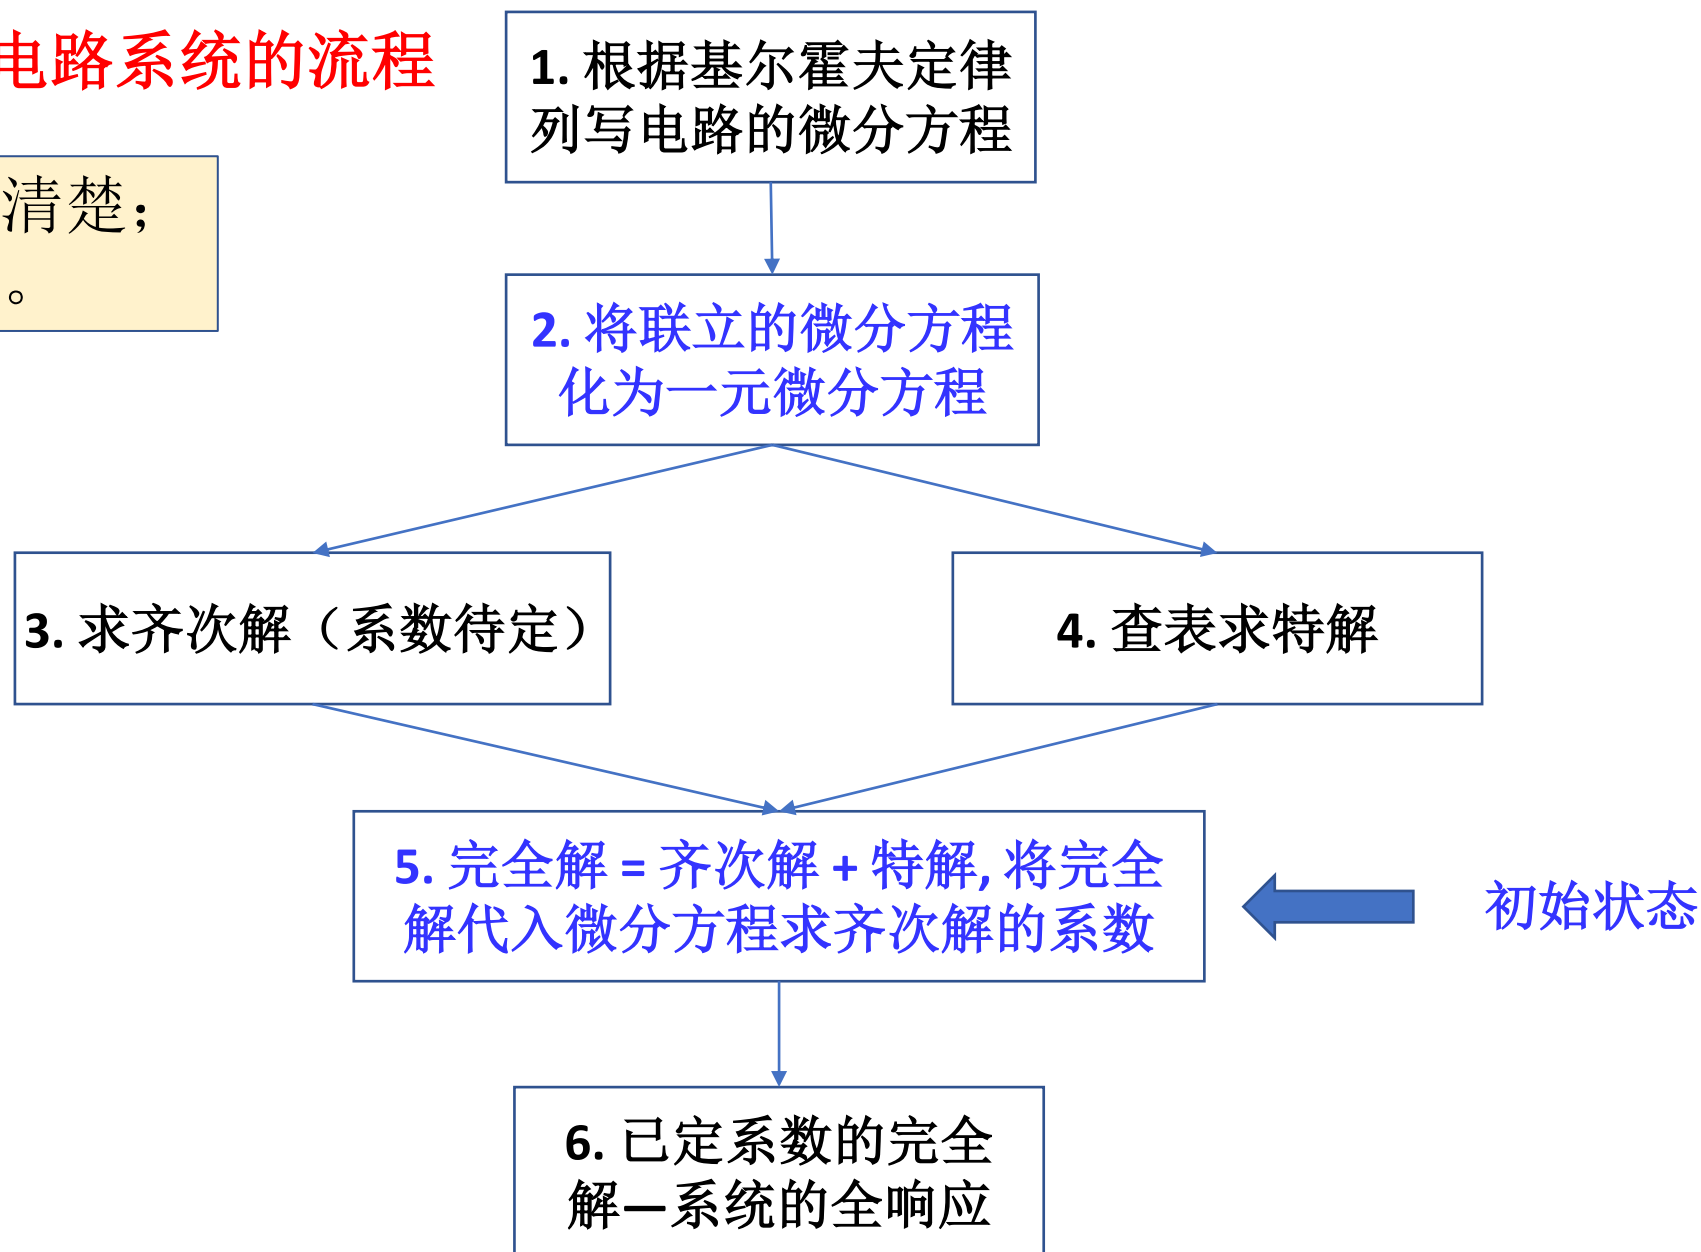 电路系统的流程
清楚；
。
1. 根据基尔霍夫定律
列写电路的微分方程
2. 将联立的微分方程
化为一元微分方程
3. 求齐次解（系数待定）
4. 查表求特解
5. 完全解 = 齐次解 + 特解, 将完全
解代入微分方程求齐次解的系数
初始状态
6. 已定系数的完全
解—系统的全响应